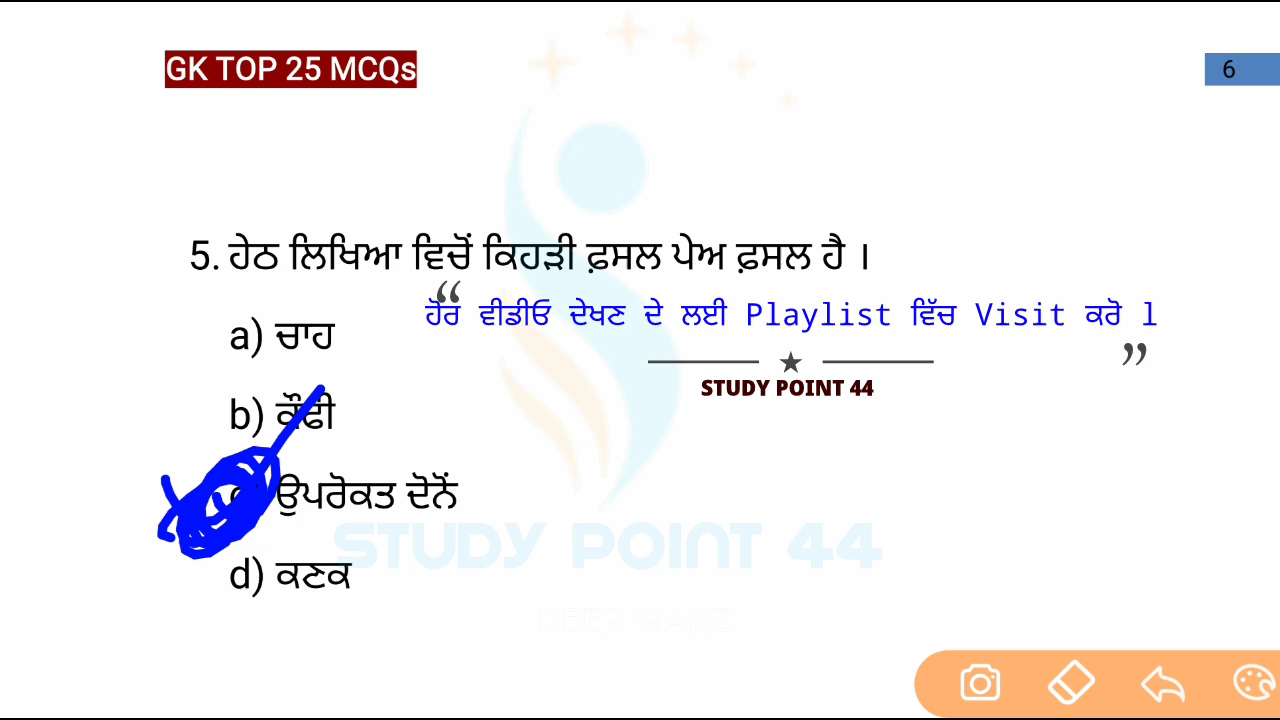 GK TOP 25 MCQs
6
5. ਹੇਠ ਲਿਖਿਆ ਵਿਚੋਂ ਕਿਹੜੀ ਫ਼ਸਲ ਪੇਅ ਫ਼ਸਲ ਹੈ ।
“
ਹੋਰ ਵੀਡੀਓ ਦੇਖਣ ਦੇ ਲਈ Playlist ਵਿੱਚ Visit ਕਰੋ l
”
a) ਚਾਹ
STUDY POINT 44
b) ਕੌਫੀ
c) ਉਪਰੋਕਤ ਦੋਨੋਂ
STUDY POINT 44
d) ਕਣਕ